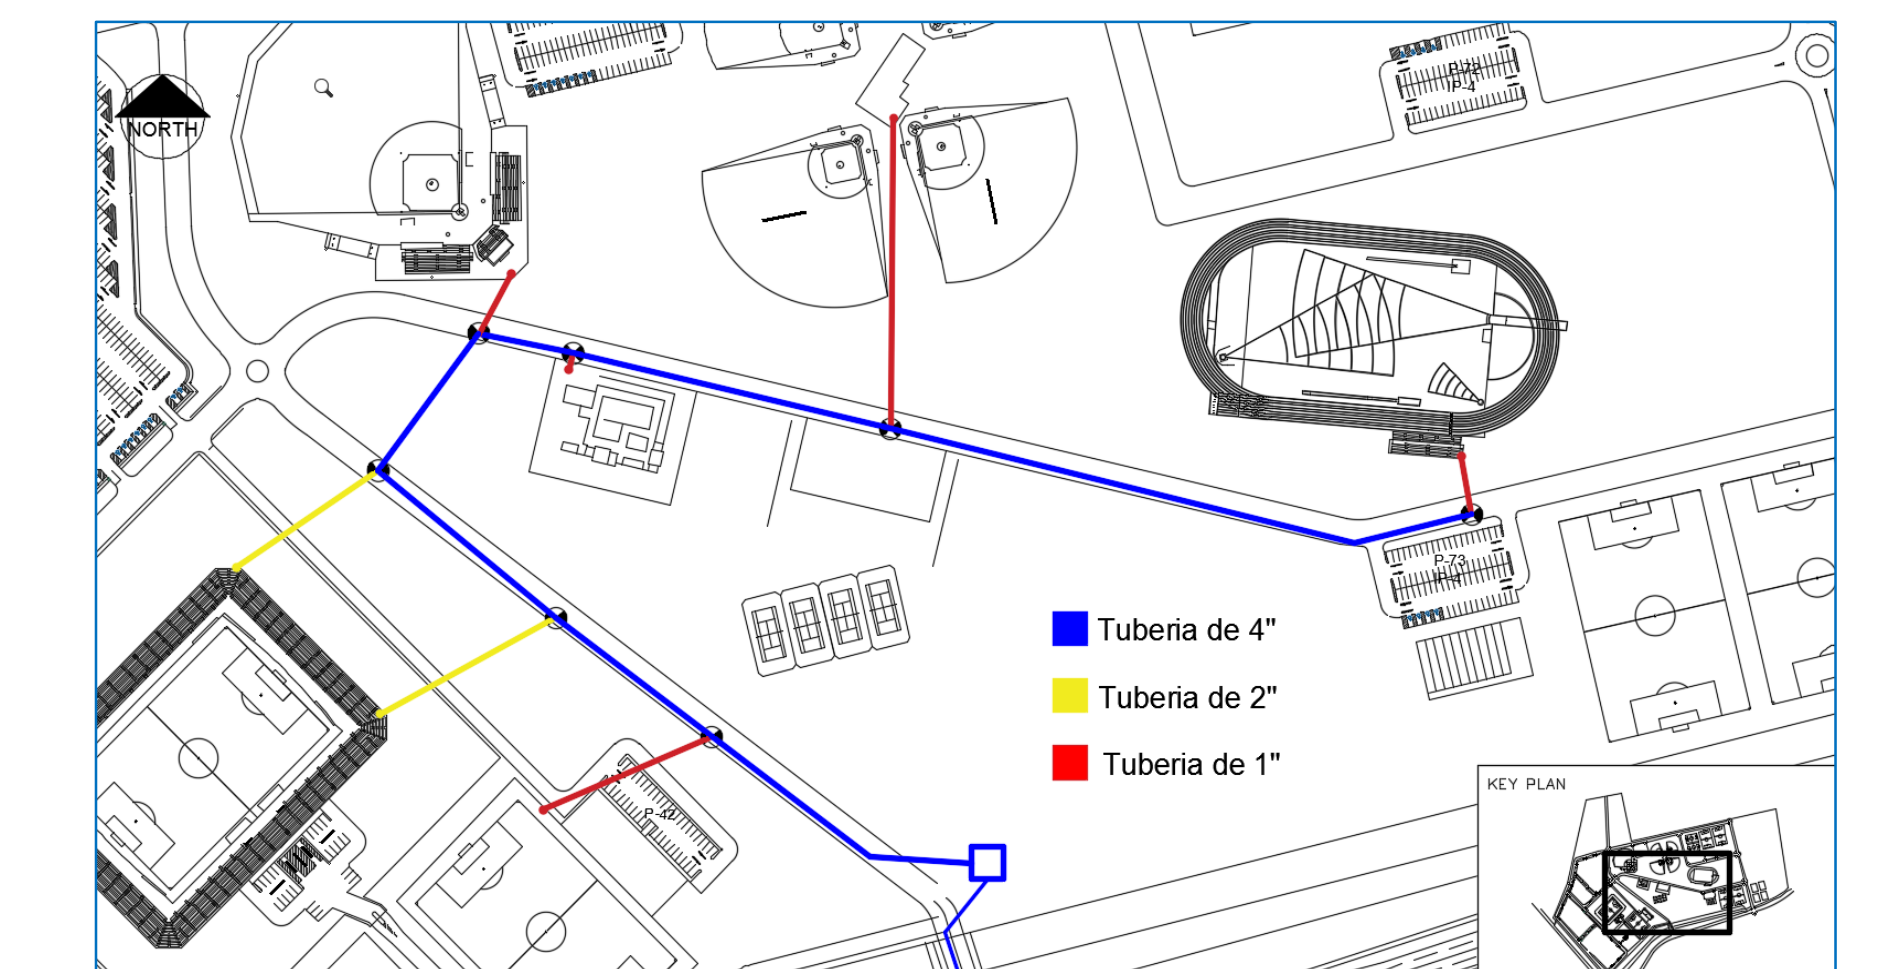 NORTH
P-72
IP-4
P-73
IP-4
Tuberia de 4"
Tuberia de 2"
Tuberia de 1"
P-42
KEY PLAN